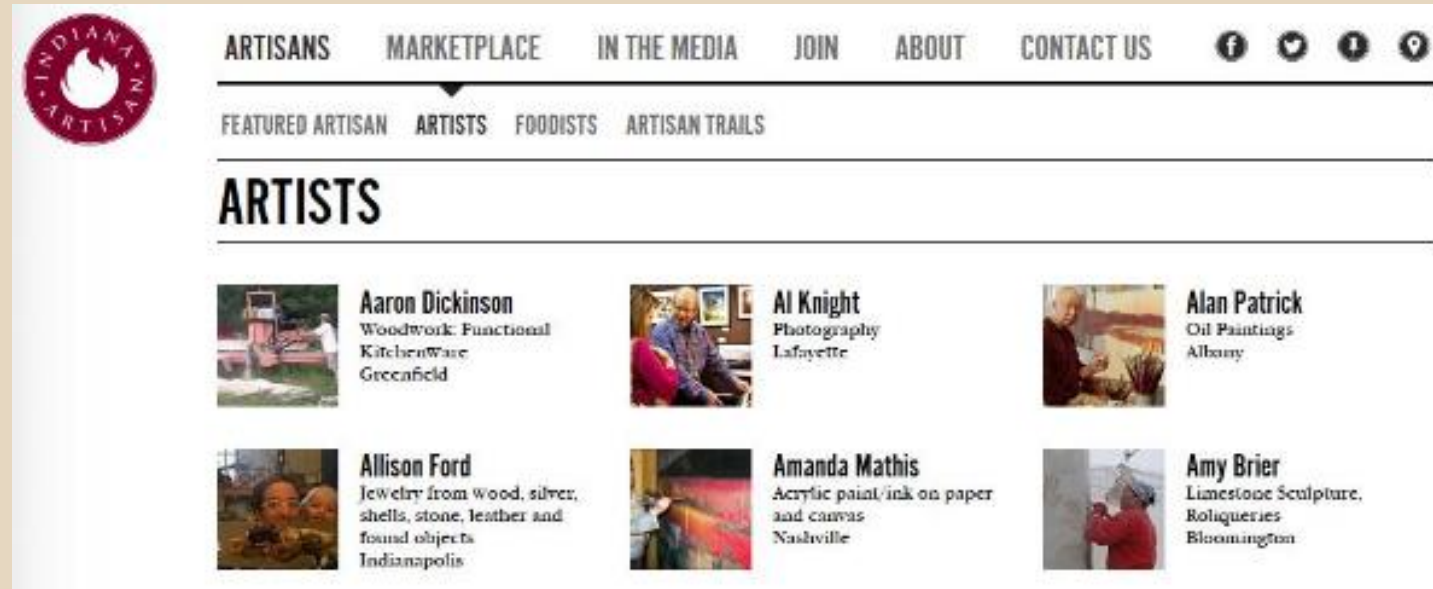 INDIANA ARTISAN
ARTISANS MARKETPLACE IN THE MEDIA JOIN ABOUT CONTACT US
FEATURED ARTISAN ARTISTS FOODISTS ARTISAN TRAILS
ARTISTS
Aaron Dickinson
Woodwork: Functional
KitchenWare
Greenfield
Al Knight
Photography
Lafayette
Alan Patrick
Oil Paintings
Albany
Allison Ford
Jewelry from wood, silver,
shells, stone, leather and
found objects
Indianapolis
Amanda Mathis
Acrylic paint/ink on paper
and canvas
Nashville
Amy Brier
Limestone Sculpture,
Roliqueries
Bloomington